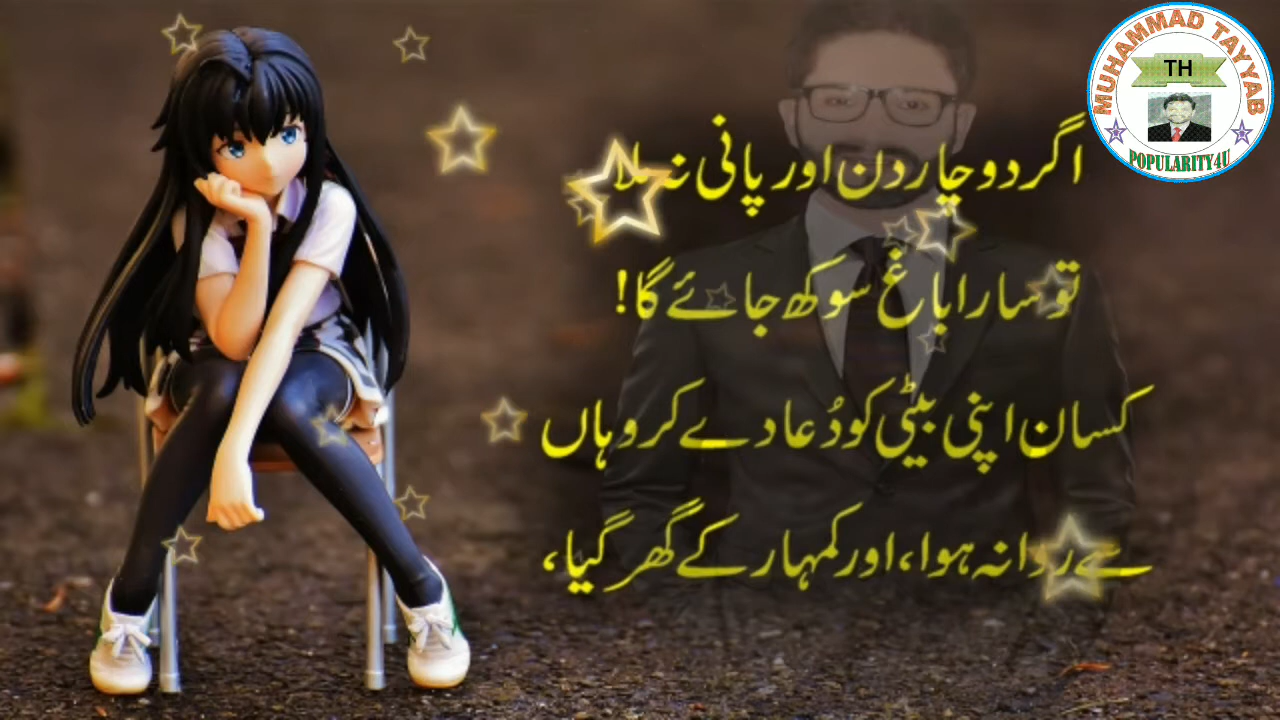 اگر دو چار دن اور پانی نہ ملا
تو سارا باغ سوکھ جائے گا!
کسان اپنی بیٹی کو دُعا دے کر وہاں
سے روانہ ہوا، اور کمہار کے گھر گیا،
MUHAMMAD TAYYAB
TH
POPULARITY4U